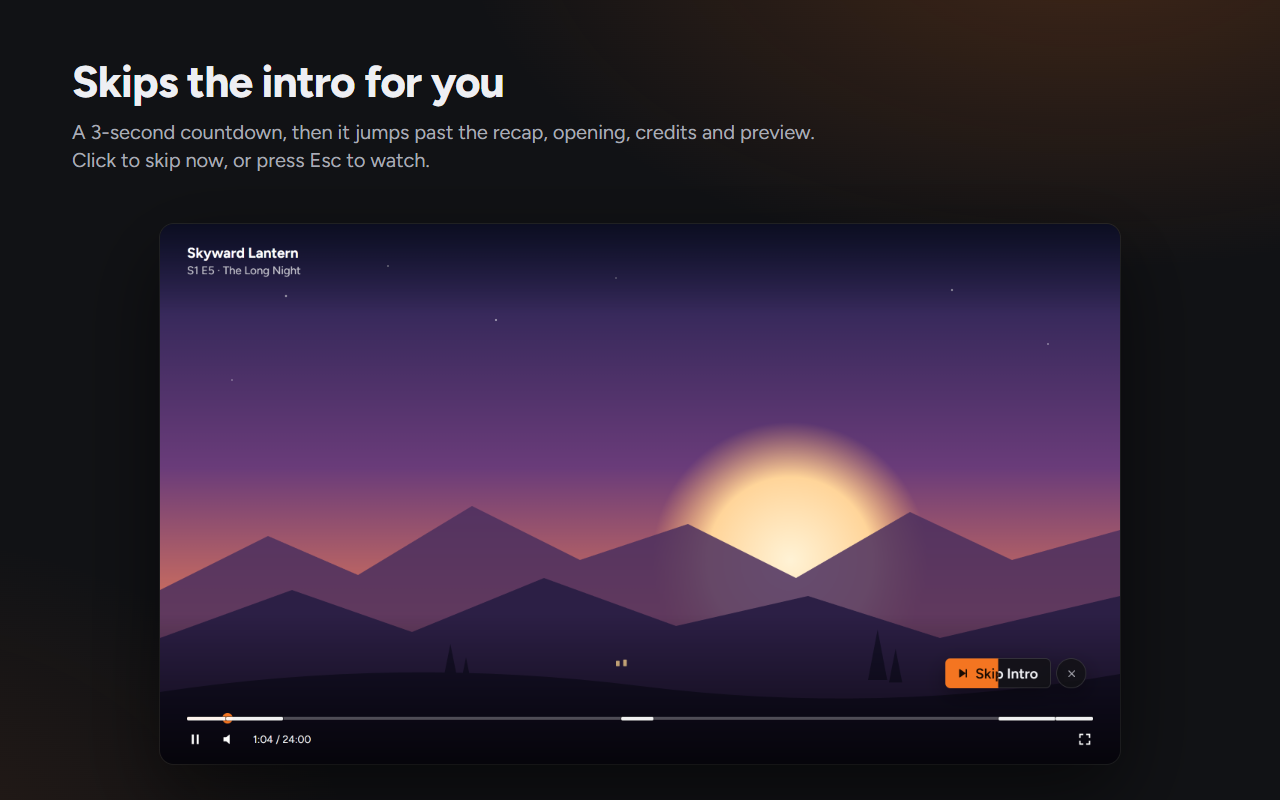 Skips the intro for you
A 3-second countdown, then it jumps past the recap, opening, credits and preview.
Click to skip now, or press Esc to watch.
Skyward Lantern
S1 E5 · The Long Night
Skip Intro
1:04 / 24:00